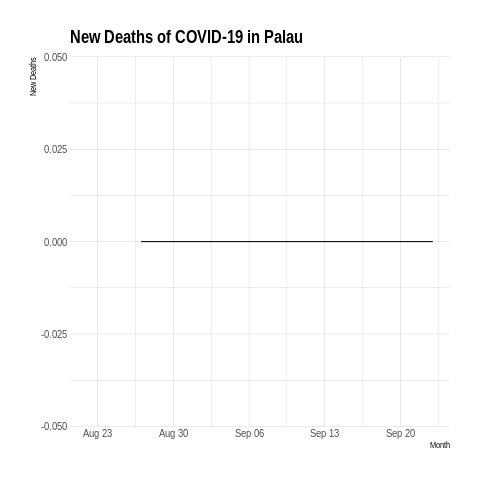 New Deaths of COVID-19 in Palau
New Deaths
0.050
0.025
0.000
-0.025
-0.050
Aug 23 Aug 30 Sep 06 Sep 13 Sep 20
Month